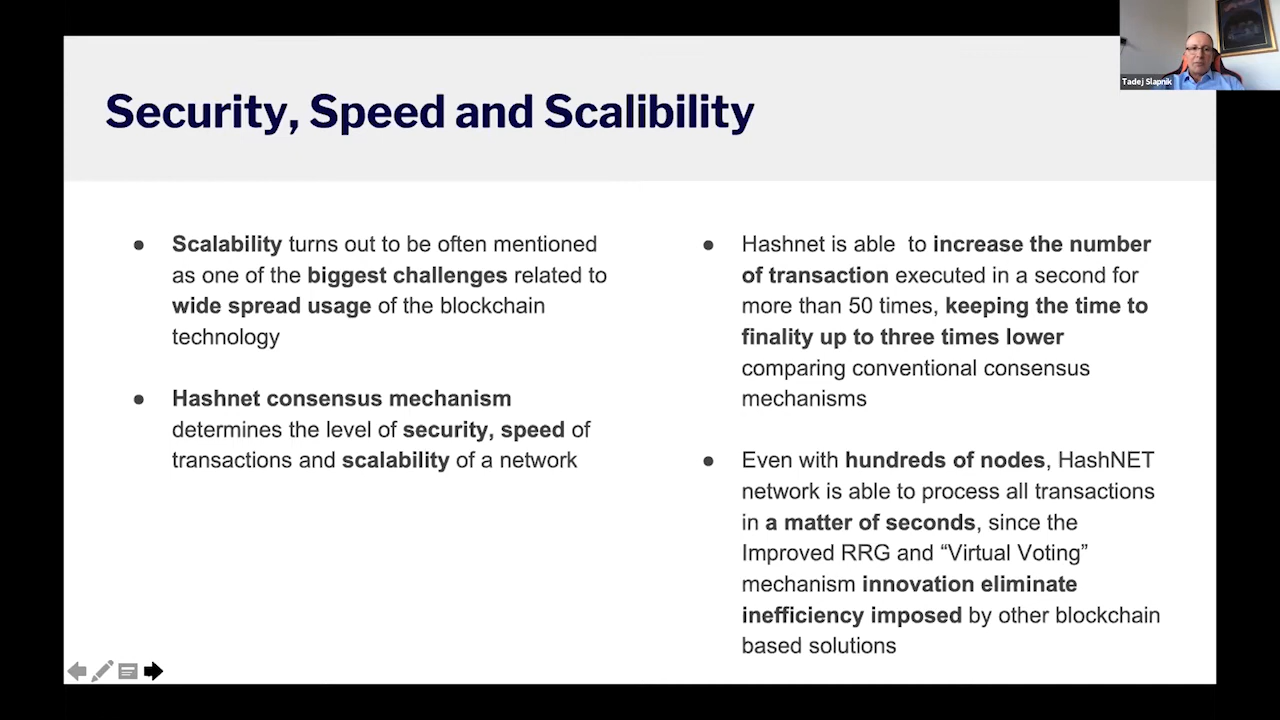 Tadej Slapnik
Security, Speed and Scalibility
● Scalability turns out to be often mentioned
as one of the biggest challenges related to
wide spread usage of the blockchain
technology
● Hashnet consensus mechanism
determines the level of security, speed of
transactions and scalability of a network
● Hashnet is able to increase the number
of transaction executed in a second for
more than 50 times, keeping the time to
finality up to three times lower
comparing conventional consensus
mechanisms
● Even with hundreds of nodes, HashNET
network is able to process all transactions
in a matter of seconds, since the
Improved RRG and “Virtual Voting”
mechanism innovation eliminate
inefficiency imposed by other blockchain
based solutions